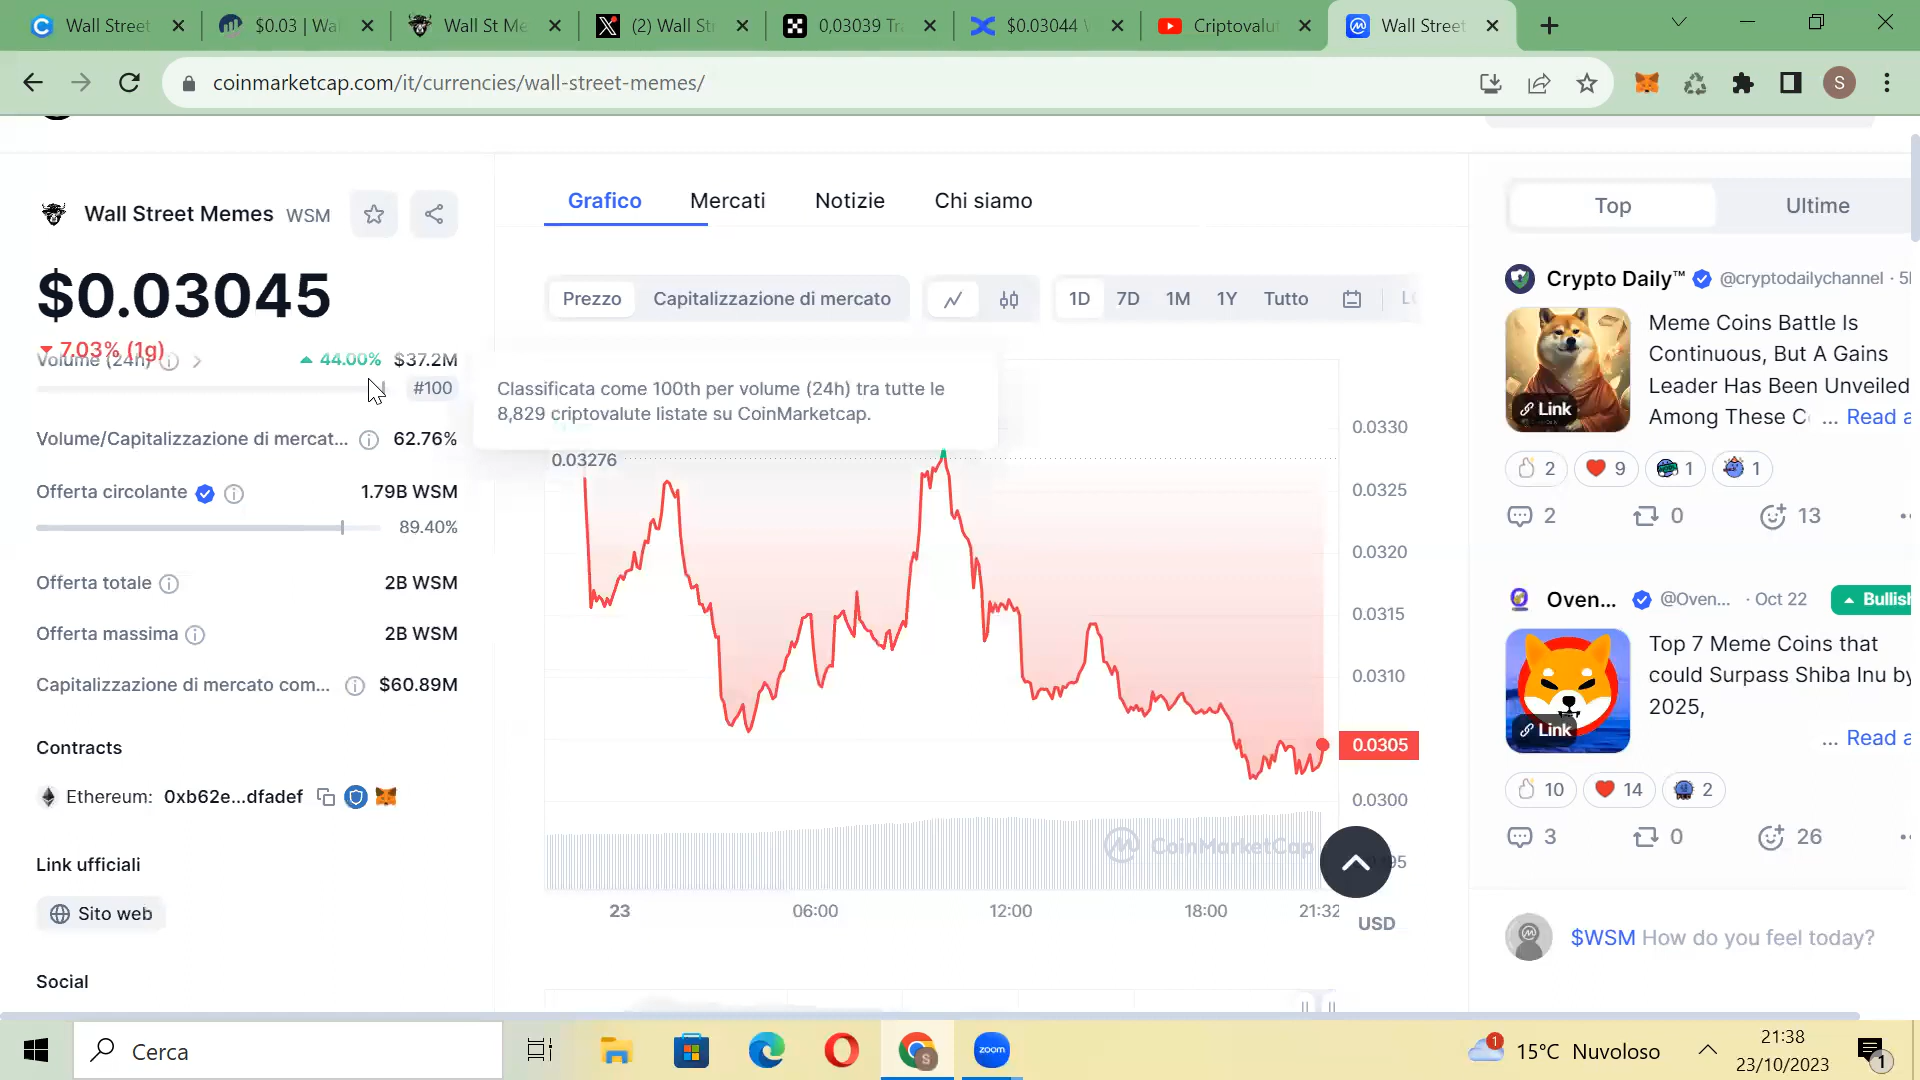 Wall Street
$0.03 | Wal
Wall St Me
(2) Wall Str
0,03039 Tra
$0.03044 W
Criptovalut
Wall Street
coinmarketcap.com/it/currencies/wall-street-memes/
S
Wall Street Memes WSM
$0.03045
7.03% (1g)
Volume (24h)
44.00% $37.2M
#100
Volume/Capitalizzazione di mercat... 62.76%
Offerta circolante 1.79B WSM
89.40%
Offerta totale 2B WSM
Offerta massima 2B WSM
Capitalizzazione di mercato com... $60.89M
Contracts
Ethereum: 0xb62e...dfadef
Link ufficiali
Sito web
Social
Grafico Mercati Notizie Chi siamo
Prezzo Capitalizzazione di mercato 1D 7D 1M 1Y Tutto
Classificata come 100th per volume (24h) tra tutte le
8,829 criptovalute listate su CoinMarketcap.
0.03276
0.0330
0.0325
0.0320
0.0315
0.0310
0.0305
0.0300
95
CoinMarketCap
23 06:00 12:00 18:00 21:32
USD
Top Ultime
Crypto Daily™ @cryptodailychannel · 5
Meme Coins Battle Is
Continuous, But A Gains
Leader Has Been Unveiled
Among These C ... Read a
Link
2 9 1 1
2 0 13
Oven... @Oven... · Oct 22 Bullish
Top 7 Meme Coins that
could Surpass Shiba Inu by
2025,
... Read a
Link
10 14 2
3 0 26
$WSM How do you feel today?
Cerca
S
zoom
1
15°C Nuvoloso
21:38
23/10/2023
1